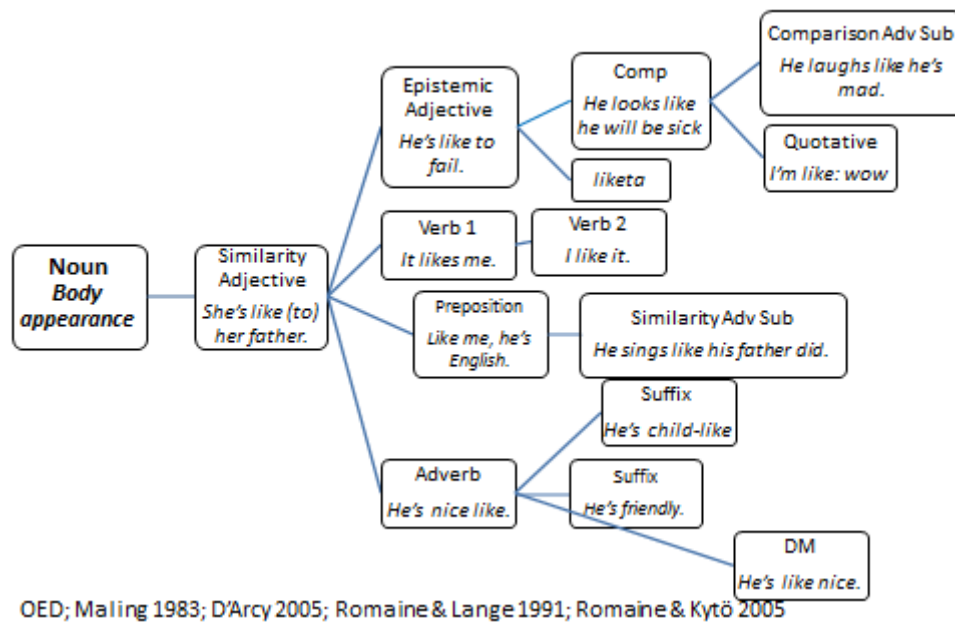 Noun
Body
appearance
Similarity
Adjective
She's like (to)
her father.
Epistemic
Adjective
He's like to
fail.
Comp
He looks like
he will be sick
Comparison Adv Sub
He laughs like he's
mad.
Quotative
I'm like: wow
liketa
Verb 1
It likes me.
Verb 2
I like it.
Preposition
Like me, he's
English.
Similarity Adv Sub
He sings like his father did.
Adverb
He's nice like.
Suffix
He's child-like
Suffix
He's friendly.
DM
He's like nice.
OED; Maling 1983; D'Arcy 2005; Romaine & Lange 1991; Romaine & Kytö 2005